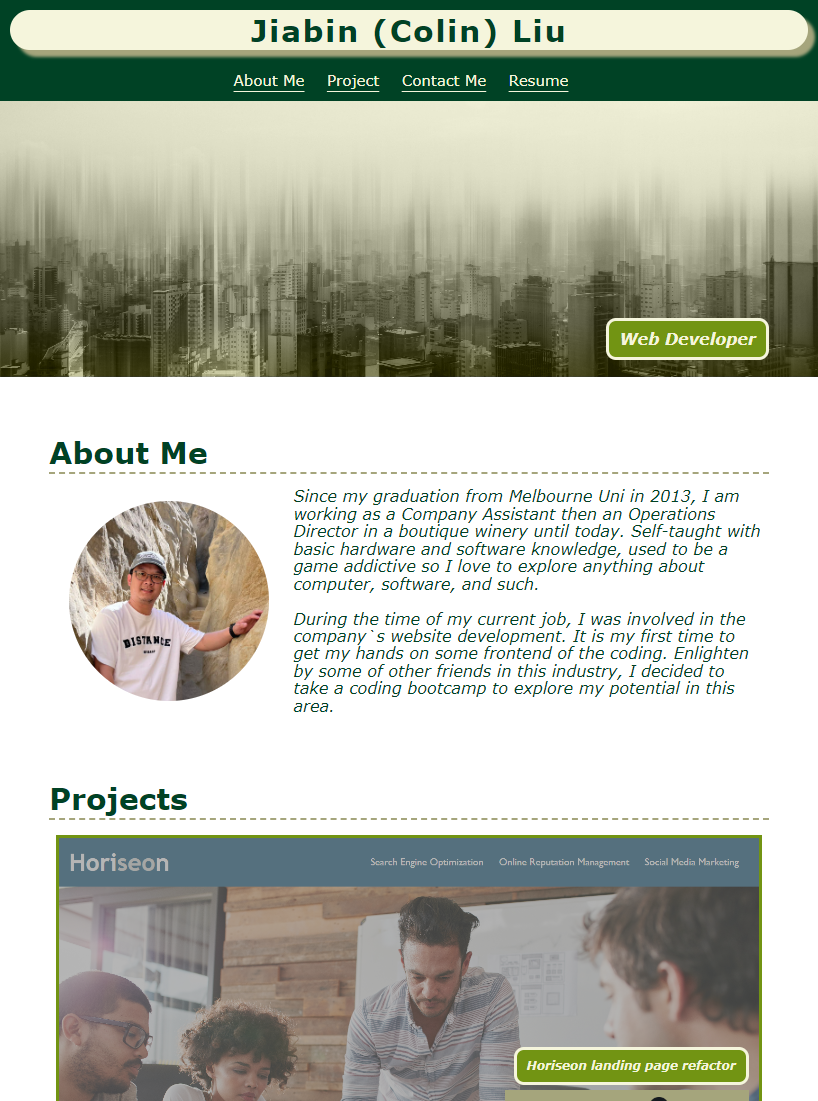 Jiabin (Colin) Liu
About Me Project Contact Me Resume
Web Developer
About Me
Since my graduation from Melbourne Uni in 2013, I am
working as a Company Assistant then an Operations
Director in a boutique winery until today. Self-taught with
basic hardware and software knowledge, used to be a
game addictive so I love to explore anything about
computer, software, and such.
DISTANCE
During the time of my current job, I was involved in the
company`s website development. It is my first time to
get my hands on some frontend of the coding. Enlighten
by some of other friends in this industry, I decided to
take a coding bootcamp to explore my potential in this
area.
Projects
Horiseon Search Engine Optimization Online Reputation Management Social Media Marketing
Horiseon landing page refactor